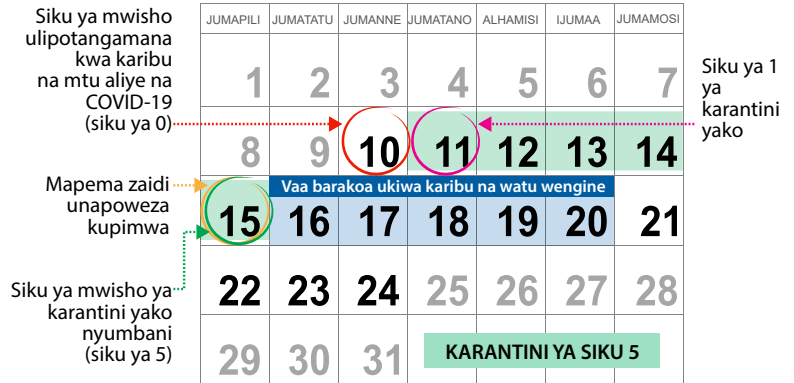 Siku ya mwisho
ulipotangamana
kwa karibu
na mtu aliye na
COVID-19
(siku ya 0)
Mapema zaidi
unapoweza
kupimwa
Siku ya mwisho ya
karantini yako
nyumbani
(siku ya 5)
JUMAPILI JUMATATU JUMANNE JUMATANO ALHAMISI IJUMAA JUMAMOSI
1 2 3 4 5 6 7
8 9 10 11 12 13 14
Vaa barakoa ukiwa karibu na watu wengine
15 16 17 18 19 20 21
22 23 24 25 26 27 28
29 30 31
KARANTINI YA SIKU 5
Siku ya 1
ya
karantini
yako